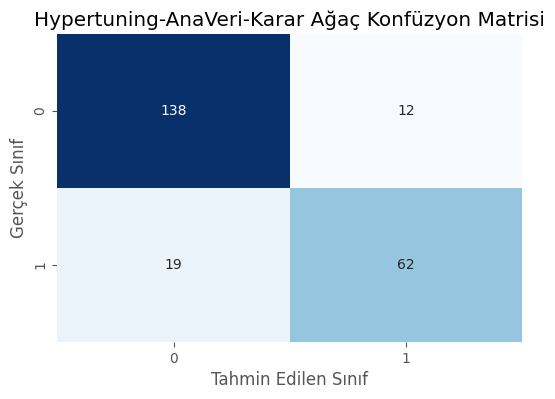 Hypertuning-AnaVeri-Karar Ağaç Konfüzyon Matrisi
0
138
12
Gerçek Sınıf
1
19
62
0
1
Tahmin Edilen Sınıf